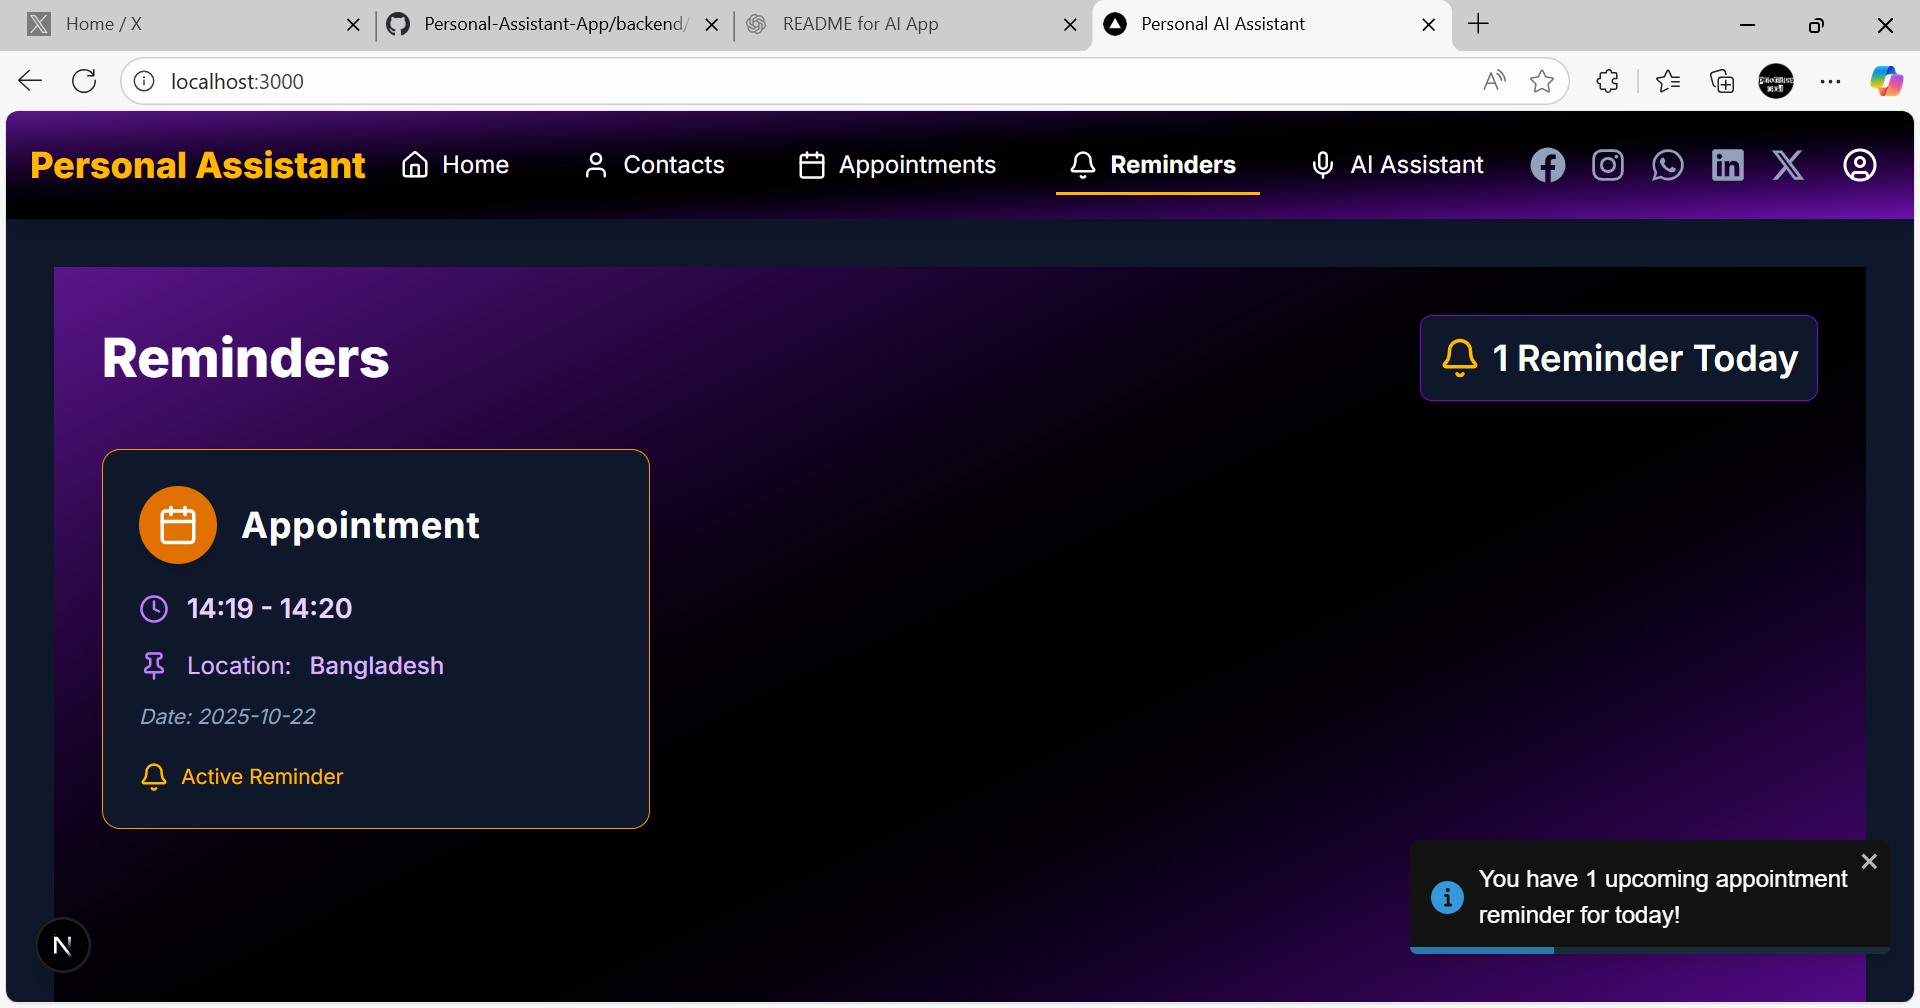 Home / X
Personal-Assistant-App/backend/
README for AI App
Personal AI Assistant
localhost:3000
Personal Assistant
Home
Contacts
Appointments
Reminders
AI Assistant
Reminders
1 Reminder Today
Appointment
14:19 - 14:20
Location: Bangladesh
Date: 2025-10-22
Active Reminder
You have 1 upcoming appointment
reminder for today!
N